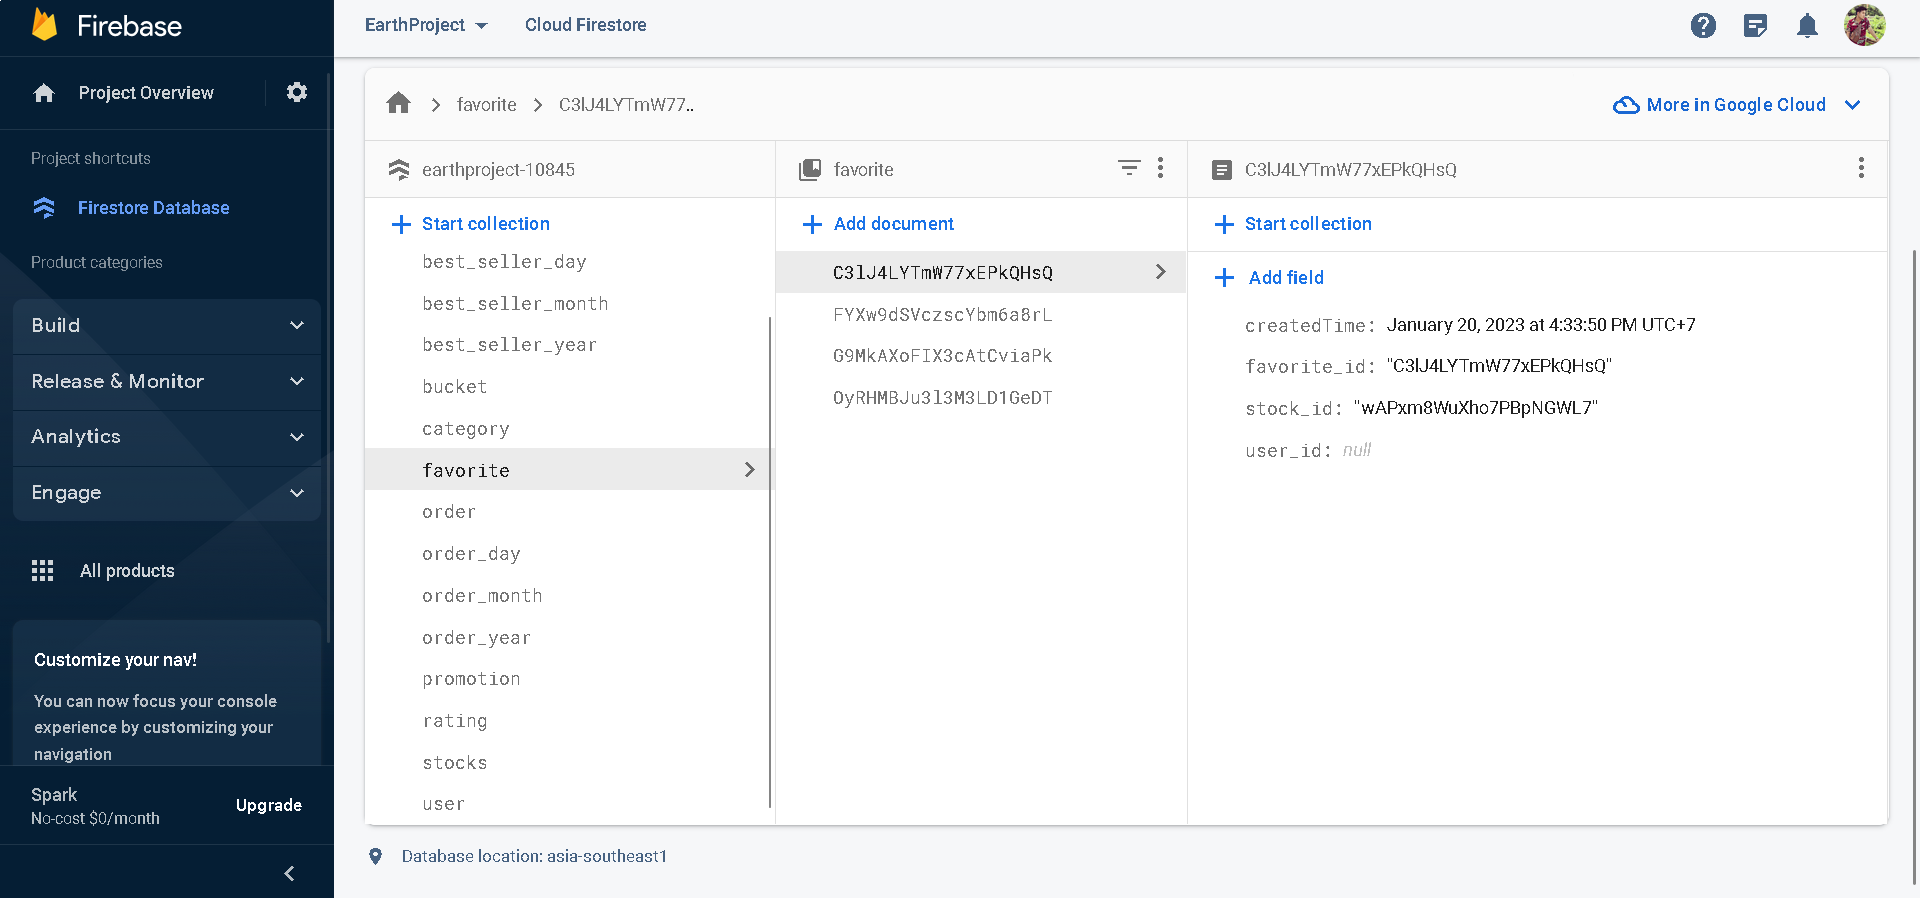 Firebase
Project Overview
Project shortcuts
Firestore Database
Product categories
Build
Release & Monitor
Analytics
Engage
All products
Customize your nav!
You can now focus your console
experience by customizing your
navigation
Spark
No-cost $0/month
Upgrade
EarthProject
Cloud Firestore
favorite
C3lJ4LYTmW77..
More in Google Cloud
earthproject-10845
Start collection
best_seller_day
best_seller_month
best_seller_year
bucket
category
favorite
order
order_day
order_month
order_year
promotion
rating
stocks
user
favorite
Add document
C3lJ4LYTmW77xEPkQHsQ
FYXw9dSVczscYbm6a8rL
G9MkAXoFIX3cAtCviaPk
OyRHMBJu3l3M3LD1GeDT
C3lJ4LYTmW77xEPkQHsQ
Start collection
Add field
createdTime: January 20, 2023 at 4:33:50 PM UTC+7
favorite_id: "C3lJ4LYTmW77xEPkQHsQ"
stock_id: "wAPxm8WuXho7PBpNGWL7"
user_id: null
Database location: asia-southeast1